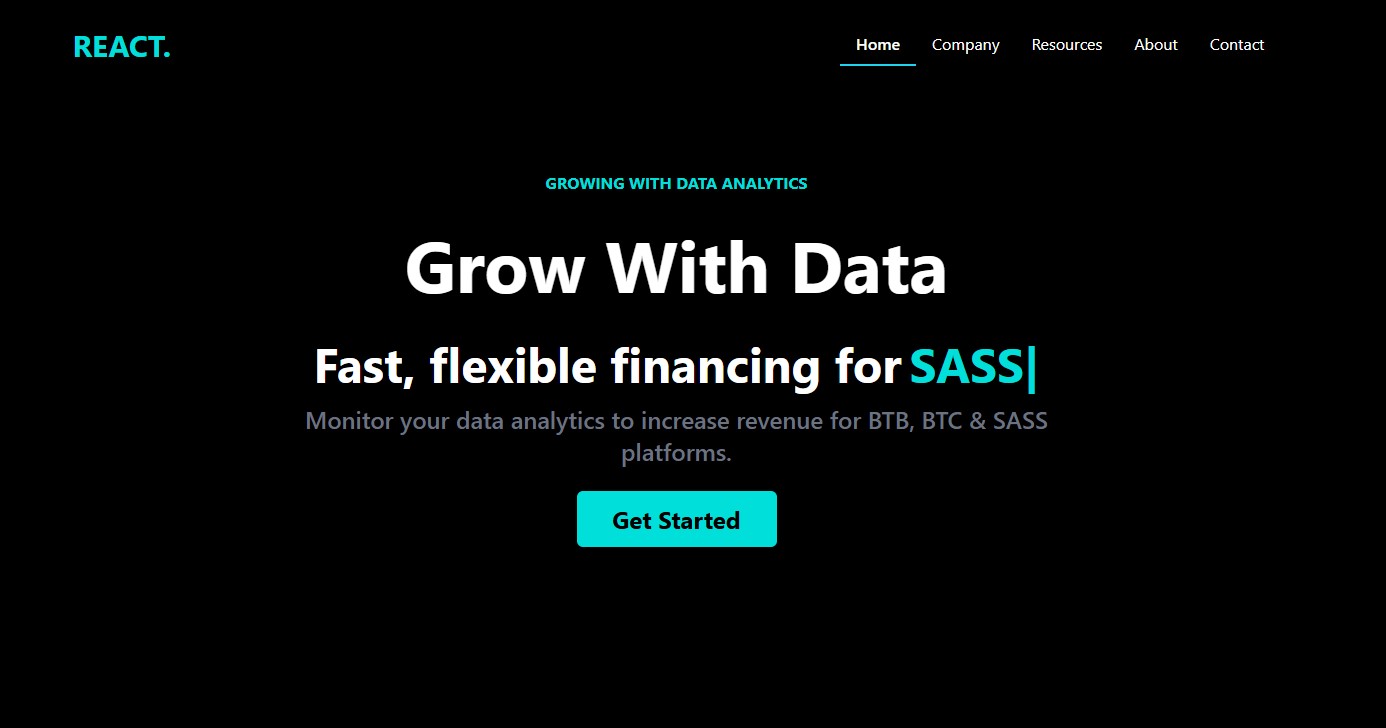 REACT.
Home Company Resources About Contact
GROWING WITH DATA ANALYTICS
Grow With Data
Fast, flexible financing for SASS|
Monitor your data analytics to increase revenue for BTB, BTC & SASS
platforms.
Get Started